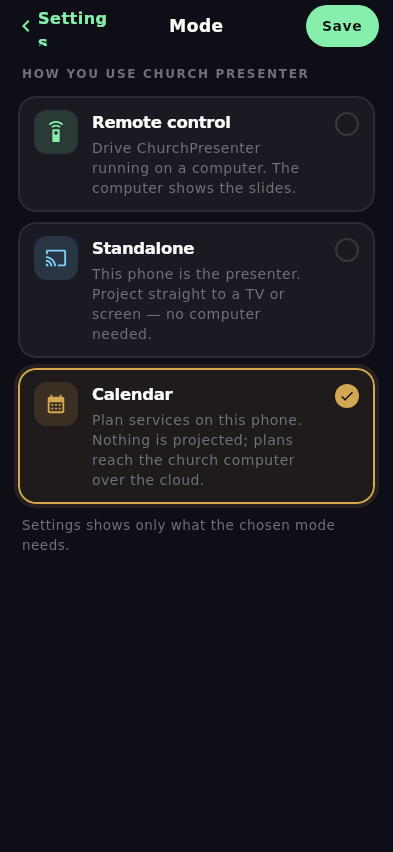 Setting
s
Mode
Save
HOW YOU USE CHURCH PRESENTER
Remote control
Drive ChurchPresenter
running on a computer. The
computer shows the slides.
Standalone
This phone is the presenter.
Project straight to a TV or
screen — no computer
needed.
Calendar
Plan services on this phone.
Nothing is projected; plans
reach the church computer
over the cloud.
Settings shows only what the chosen mode
needs.